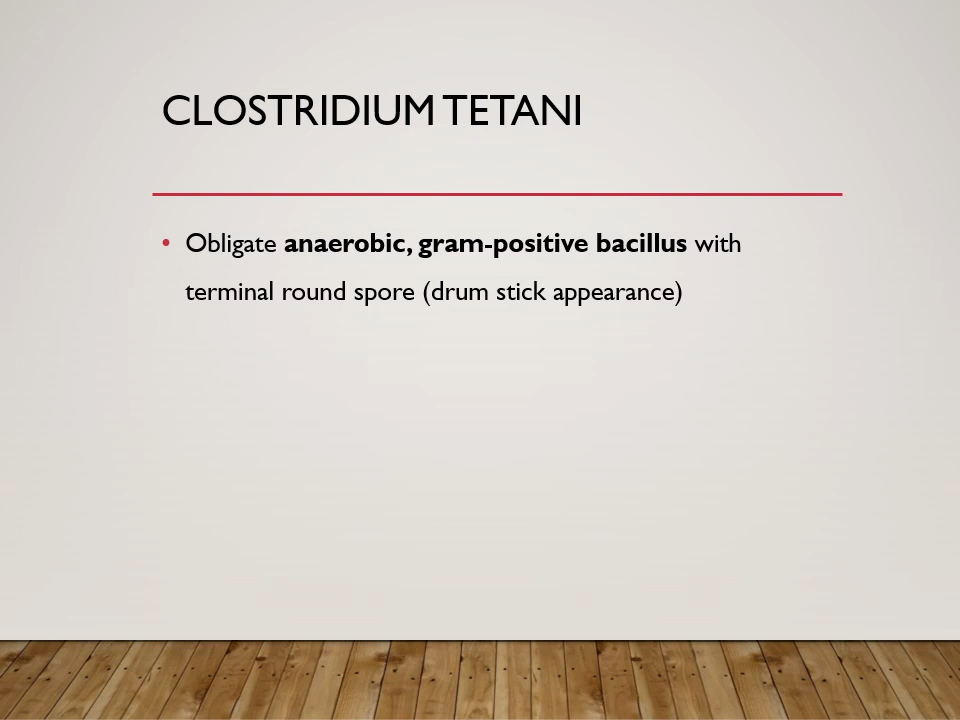 CLOSTRIDIUM TETANI
• Obligate anaerobic, gram-positive bacillus with
terminal round spore (drum stick appearance)